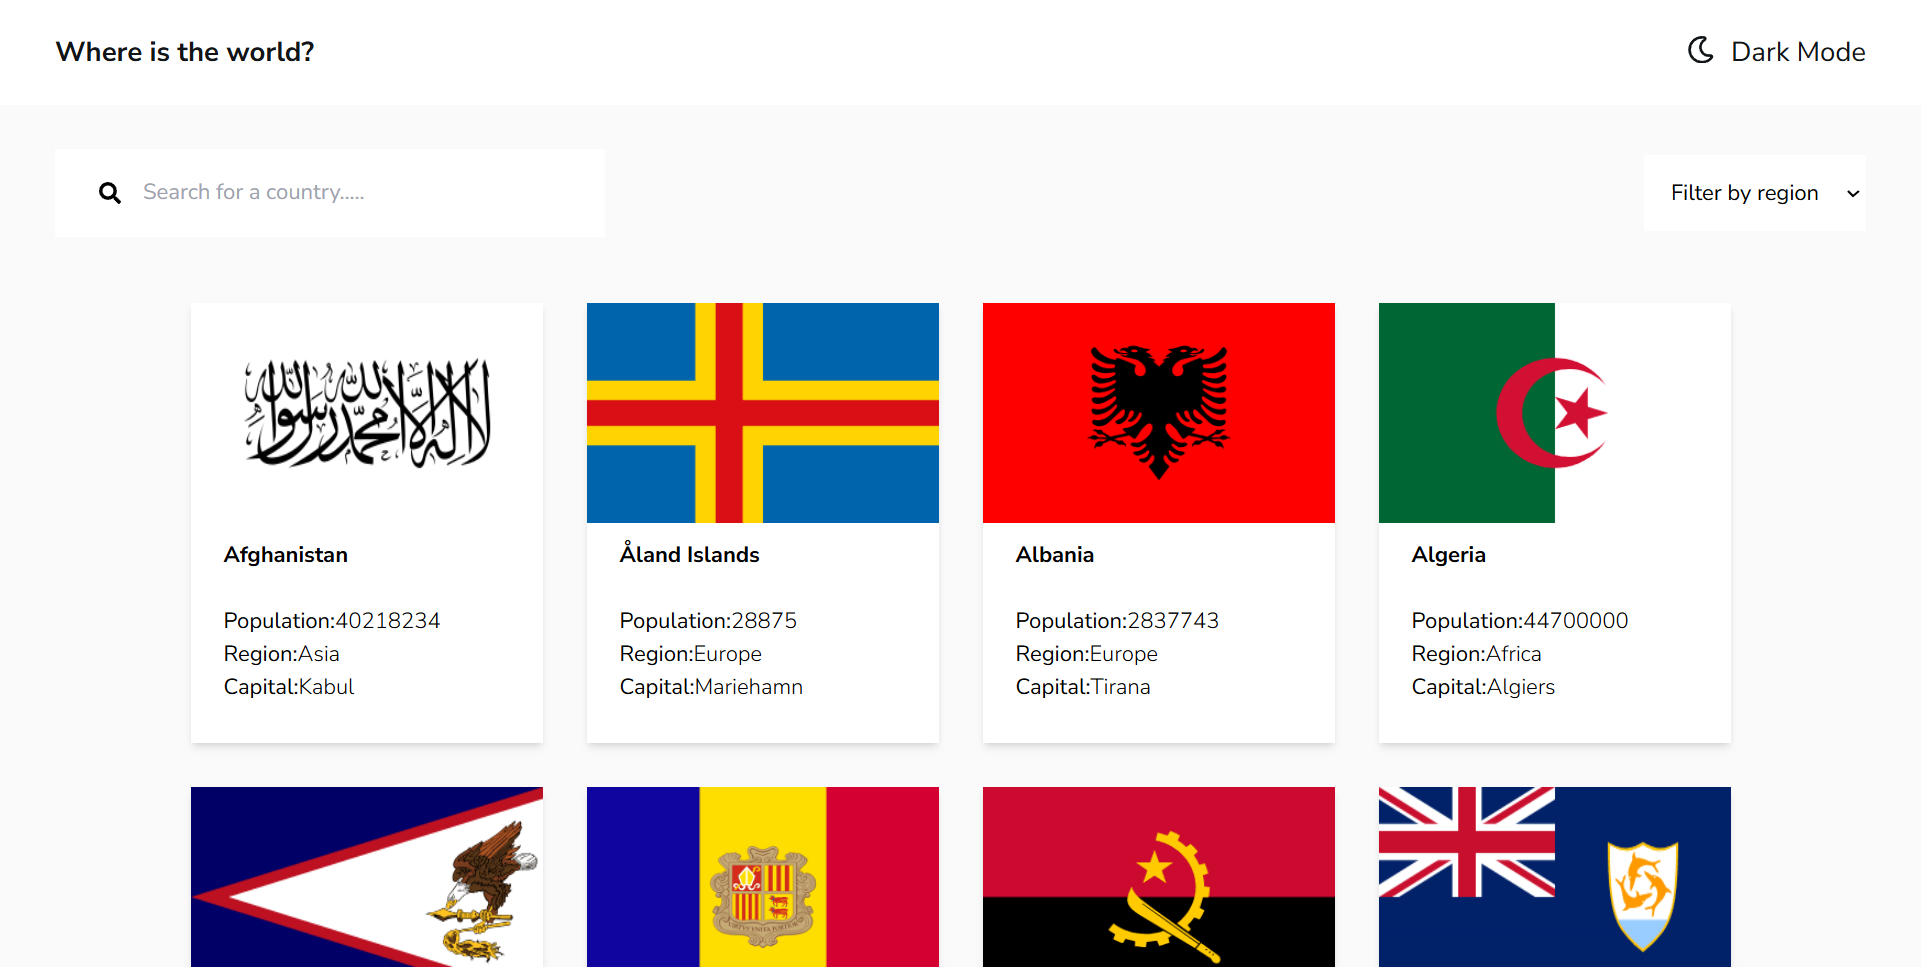 Where is the world?
Dark Mode
Search for a country.....
Filter by region
لا إله إلا الله محمد رسول الله
Afghanistan
Population:40218234
Region:Asia
Capital:Kabul
Åland Islands
Population:28875
Region:Europe
Capital:Mariehamn
Albania
Population:2837743
Region:Europe
Capital:Tirana
Algeria
Population:44700000
Region:Africa
Capital:Algiers